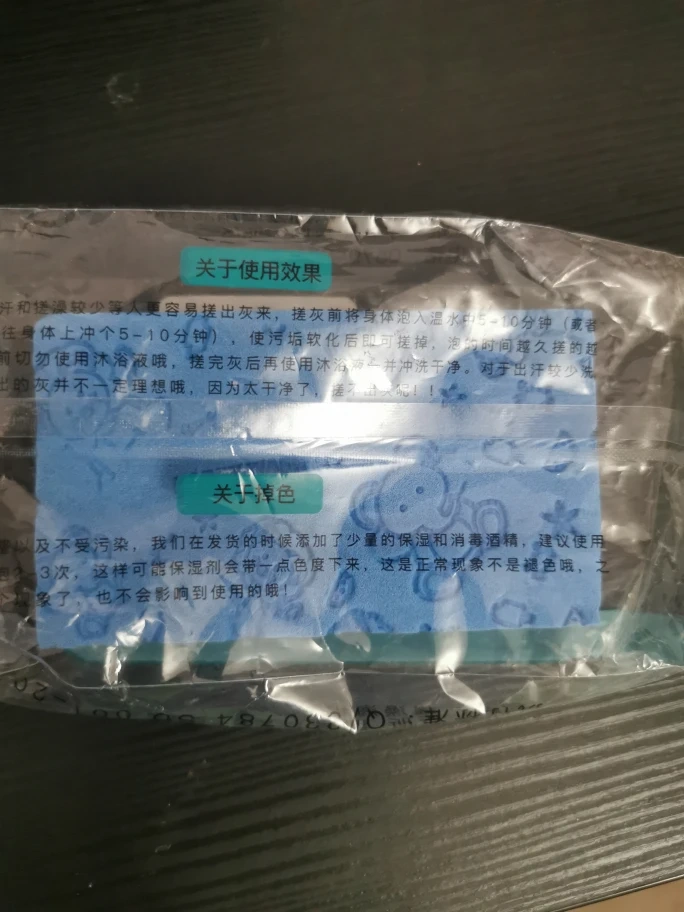 关于使用效果
汗和搓澡较少等人更容易搓出灰来，搓灰前将身体泡入温水中5-10分钟（或者
往身体上冲个5-10分钟），使污垢软化后即可搓掉，泡的时间越久搓的越
前切勿使用沐浴液哦，搓完灰后再使用沐浴液一并冲洗干净。对于出汗较少洗
出的灰并不一定理想哦，因为太干净了，搓不出灰呢！！
关于掉色
以及不受污染，我们在发货的时候添加了少量的保湿和消毒酒精，建议使用
3次，这样可能保湿剂会带一点色度下来，这是正常现象不是褪色哦，之
象了，也不会影响到使用的哦！